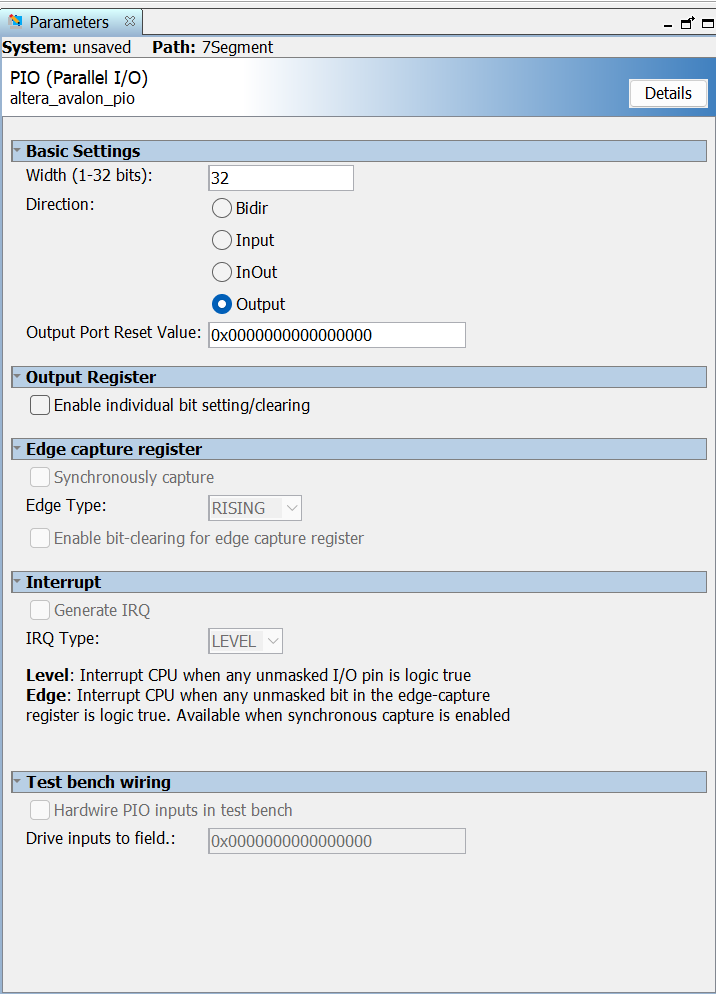 Parameters
System: unsaved Path: 7Segment
PIO (Parallel I/O)
altera_avalon_pio
Details
Basic Settings
Width (1-32 bits): 32
Direction: Bidir
Input
InOut
Output
Output Port Reset Value: 0x0000000000000000
Output Register
Enable individual bit setting/clearing
Edge capture register
Synchronously capture
Edge Type: RISING
Enable bit-clearing for edge capture register
Interrupt
Generate IRQ
IRQ Type: LEVEL
Level: Interrupt CPU when any unmasked I/O pin is logic true
Edge: Interrupt CPU when any unmasked bit in the edge-capture
register is logic true. Available when synchronous capture is enabled
Test bench wiring
Hardwire PIO inputs in test bench
Drive inputs to field.: 0x0000000000000000